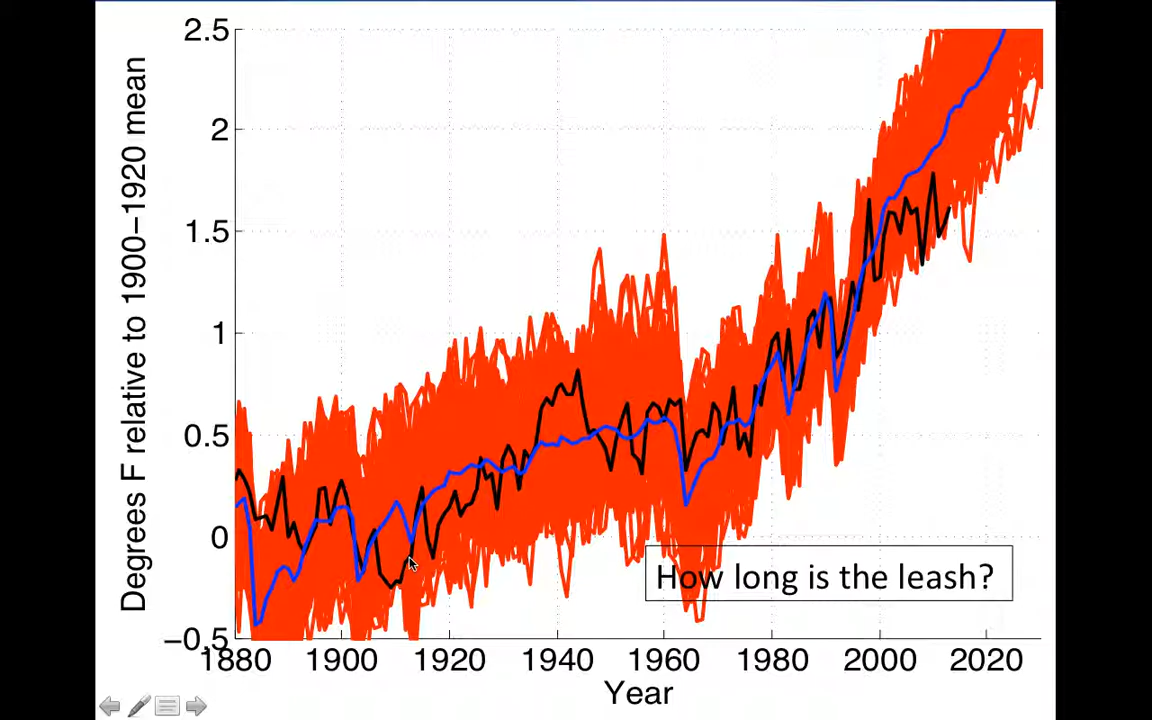 Degrees F relative to 1900−1920 mean
2.5
2
1.5
1
0.5
0
−0.5
1880 1900 1920 1940 1960 1980 2000 2020
Year
How long is the leash?